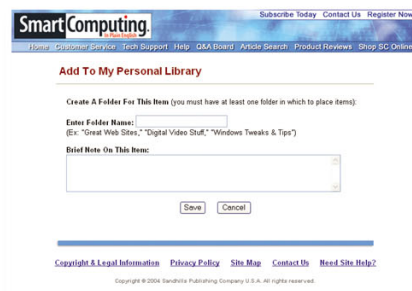 Subscribe Today Contact Us Register Now
Smart Computing.
In Plain English
Home Customer Service Tech Support Help Q&A Board Article Search Product Reviews Shop SC Online
Add To My Personal Library
Create A Folder For This Item (you must have at least one folder in which to place items):
Enter Folder Name:
(Ex: "Great Web Sites," "Digital Video Stuff," "Windows Tweaks & Tips")
Brief Note On This Item:
Save Cancel
Copyright & Legal Information Privacy Policy Site Map Contact Us Need Site Help?
Copyright © 2004 Sandhills Publishing Company U.S.A. All rights reserved.